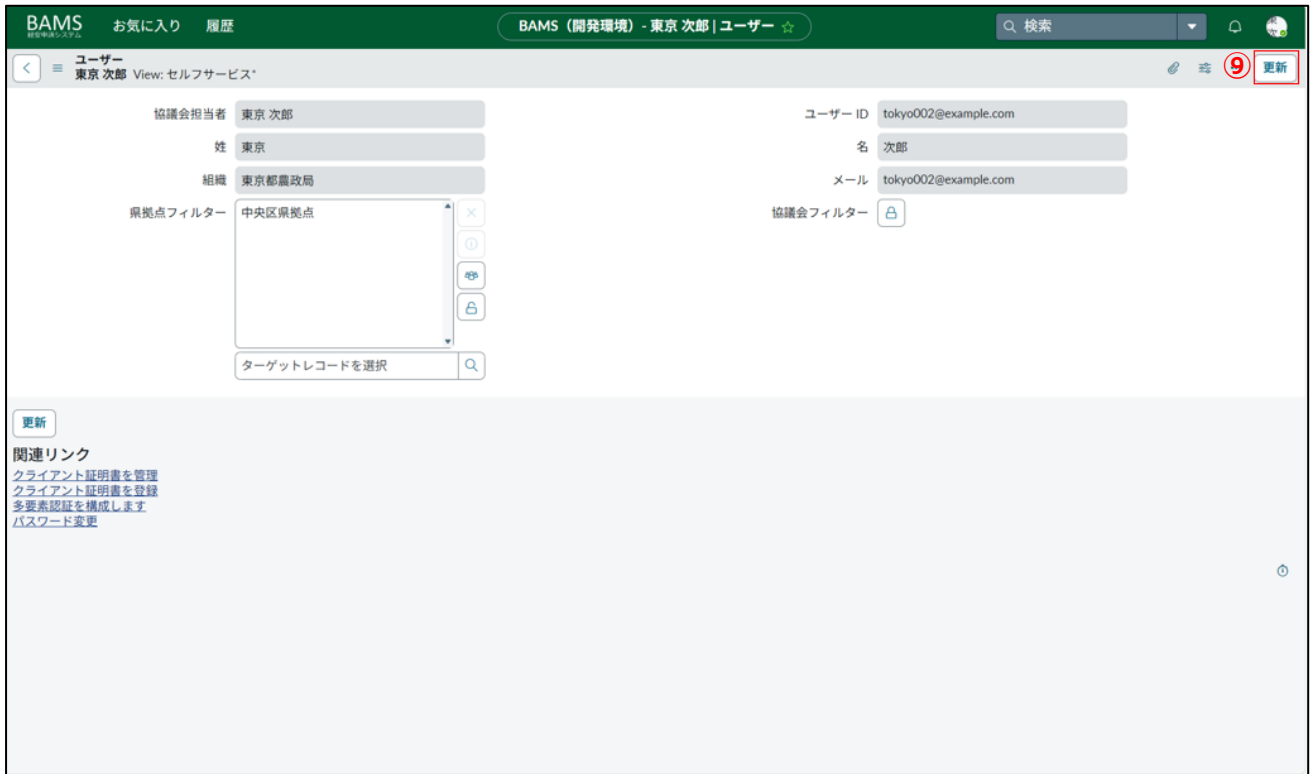 BAMS お気に入り 履歴 BAMS（開発環境）- 東京 次郎 | ユーザー ☆ 検索
経営申請システム
ユーザー
東京 次郎 View: セルフサービス*
⑨ 更新
協議会担当者 東京 次郎 ユーザー ID tokyo002@example.com
姓 東京 名 次郎
組織 東京都農政局 メール tokyo002@example.com
県拠点フィルター 中央区県拠点 協議会フィルター
ターゲットレコードを選択
更新
関連リンク
クライアント証明書を管理
クライアント証明書を登録
多要素認証を構成します
パスワード変更